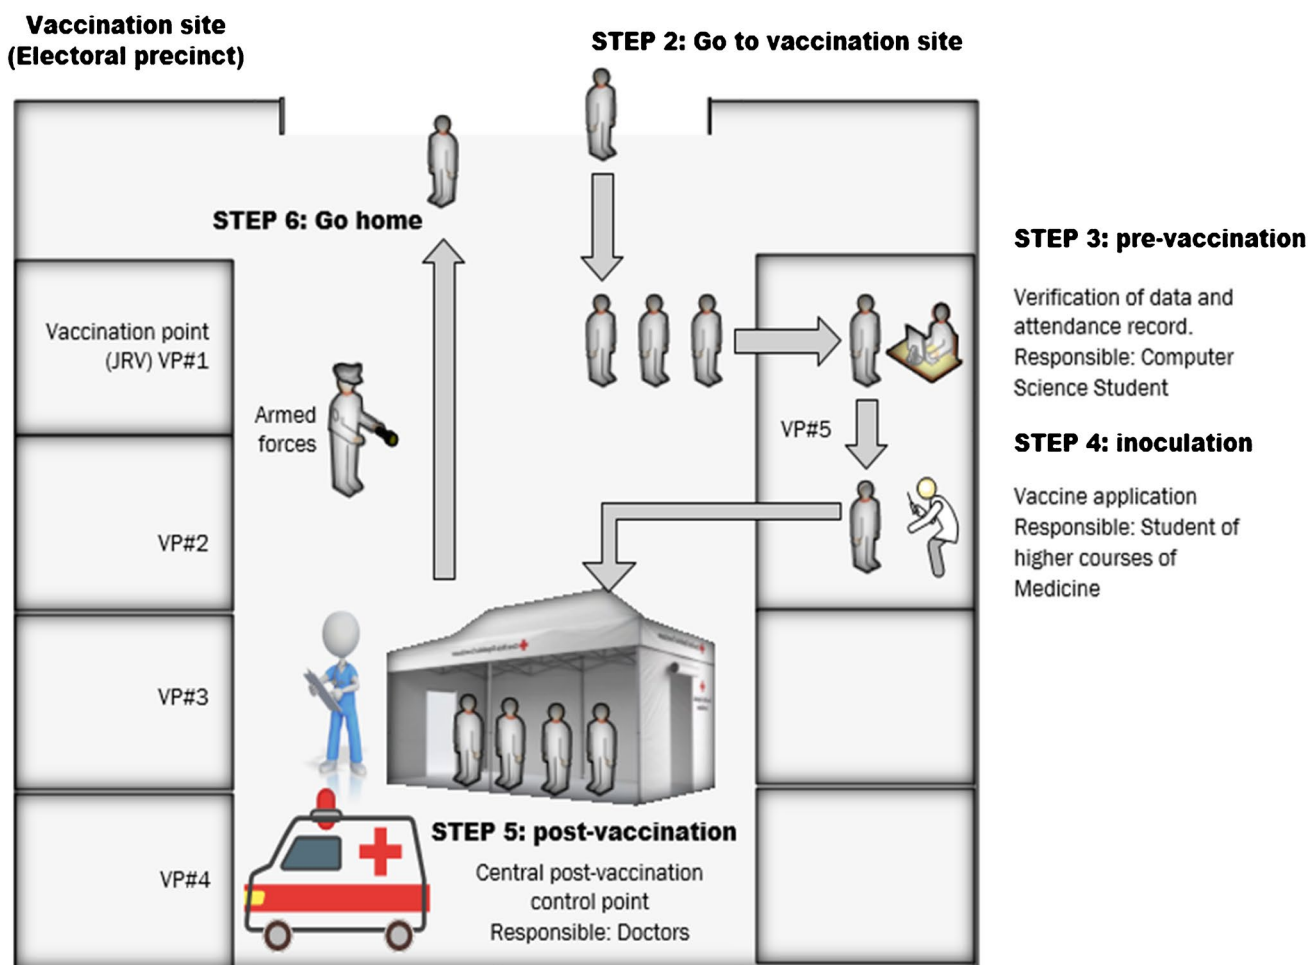 Vaccination site
(Electoral precinct)
STEP 2: Go to vaccination site
STEP 6: Go home
STEP 3: pre-vaccination
Verification of data and
attendance record.
Responsible: Computer
Science Student
Vaccination point
(JRV) VP#1
Armed
forces
VP#5
STEP 4: inoculation
Vaccine application
Responsible: Student of
higher courses of
Medicine
VP#2
VP#3
VP#4
STEP 5: post-vaccination
Central post-vaccination
control point
Responsible: Doctors